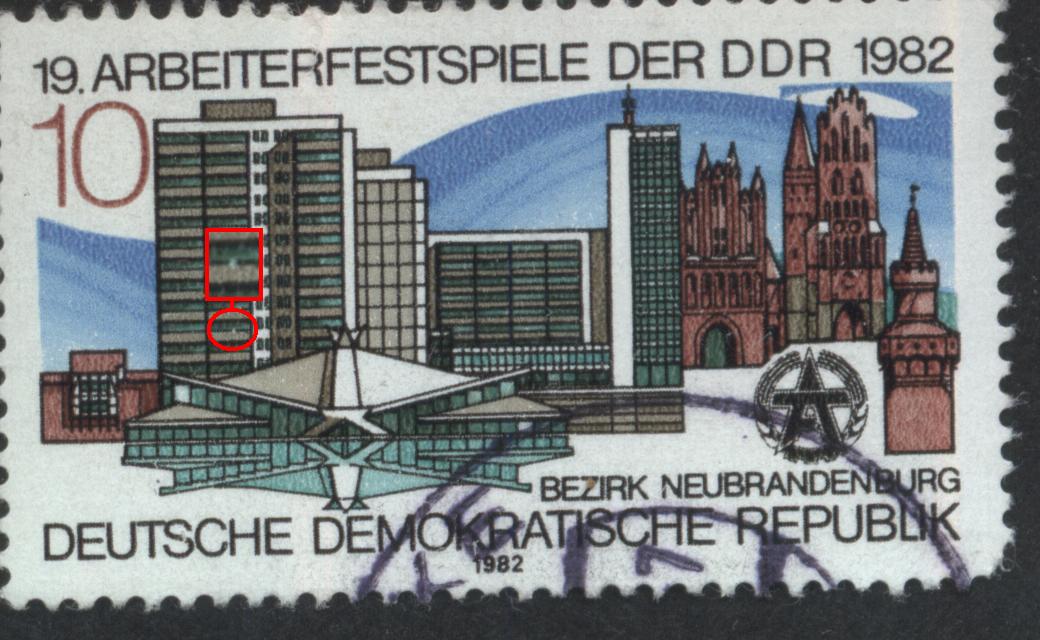 19. ARBEITERFESTSPIELE DER DDR 1982
10
BEZIRK NEUBRANDENBURG
DEUTSCHE DEMOKRATISCHE REPUBLIK
1982